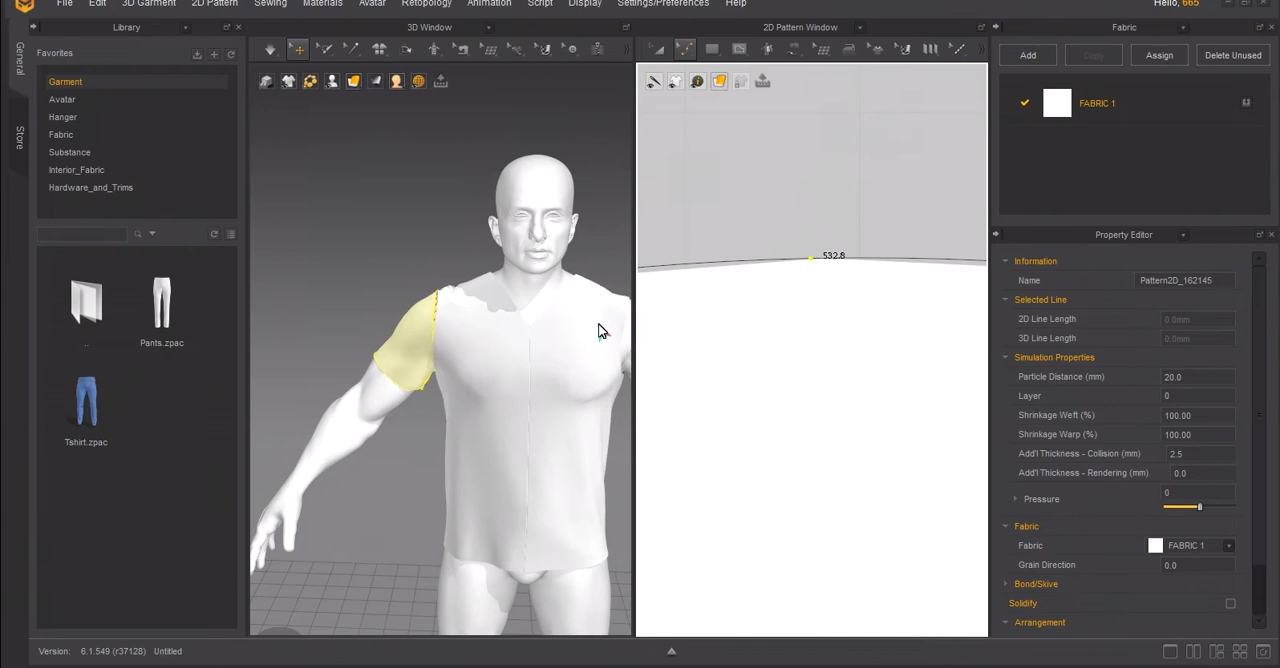 File Edit 3D Garment 2D Pattern Sewing Materials Avatar Retopology Animation Script Display Settings/Preferences Help Hello, 665
Library 3D Window 2D Pattern Window Fabric
General
Store
Favorites
Garment
Avatar
Hanger
Fabric
Substance
Interior_Fabric
Hardware_and_Trims
..
Pants.zpac
Tshirt.zpac
532.8
Add Copy Assign Delete Unused
FABRIC 1
Property Editor
Information
Name Pattern2D_162145
Selected Line
2D Line Length 0.0mm
3D Line Length 0.0mm
Simulation Properties
Particle Distance (mm) 20.0
Layer 0
Shrinkage Weft (%) 100.00
Shrinkage Warp (%) 100.00
Add'l Thickness - Collision (mm) 2.5
Add'l Thickness - Rendering (mm) 0.0
Pressure 0
Fabric
Fabric FABRIC 1
Grain Direction 0.0
Bond/Skive
Solidify
Arrangement
Version: 6.1.549 (r37128) Untitled